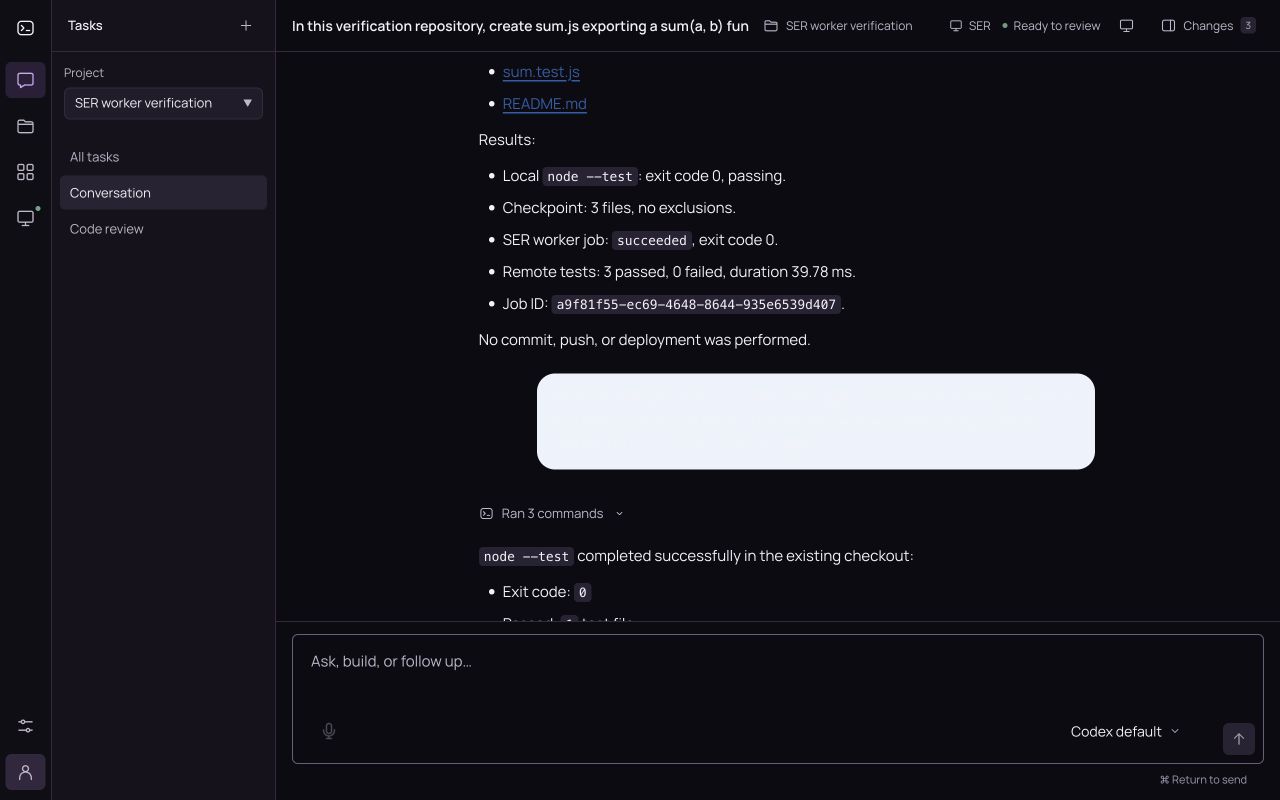 Tasks
In this verification repository, create sum.js exporting a sum(a, b) fun
SER worker verification
SER
Ready to review
Changes 3
Project
SER worker verification
All tasks
Conversation
Code review
sum.test.js
README.md
Results:
Local node --test: exit code 0, passing.
Checkpoint: 3 files, no exclusions.
SER worker job: succeeded, exit code 0.
Remote tests: 3 passed, 0 failed, duration 39.78 ms.
Job ID: a9f81f55-ec69-4648-8644-935e6539d407.
No commit, push, or deployment was performed.
Ran 3 commands
node --test completed successfully in the existing checkout:
Exit code: 0
Ask, build, or follow up…
Codex default
⌘ Return to send